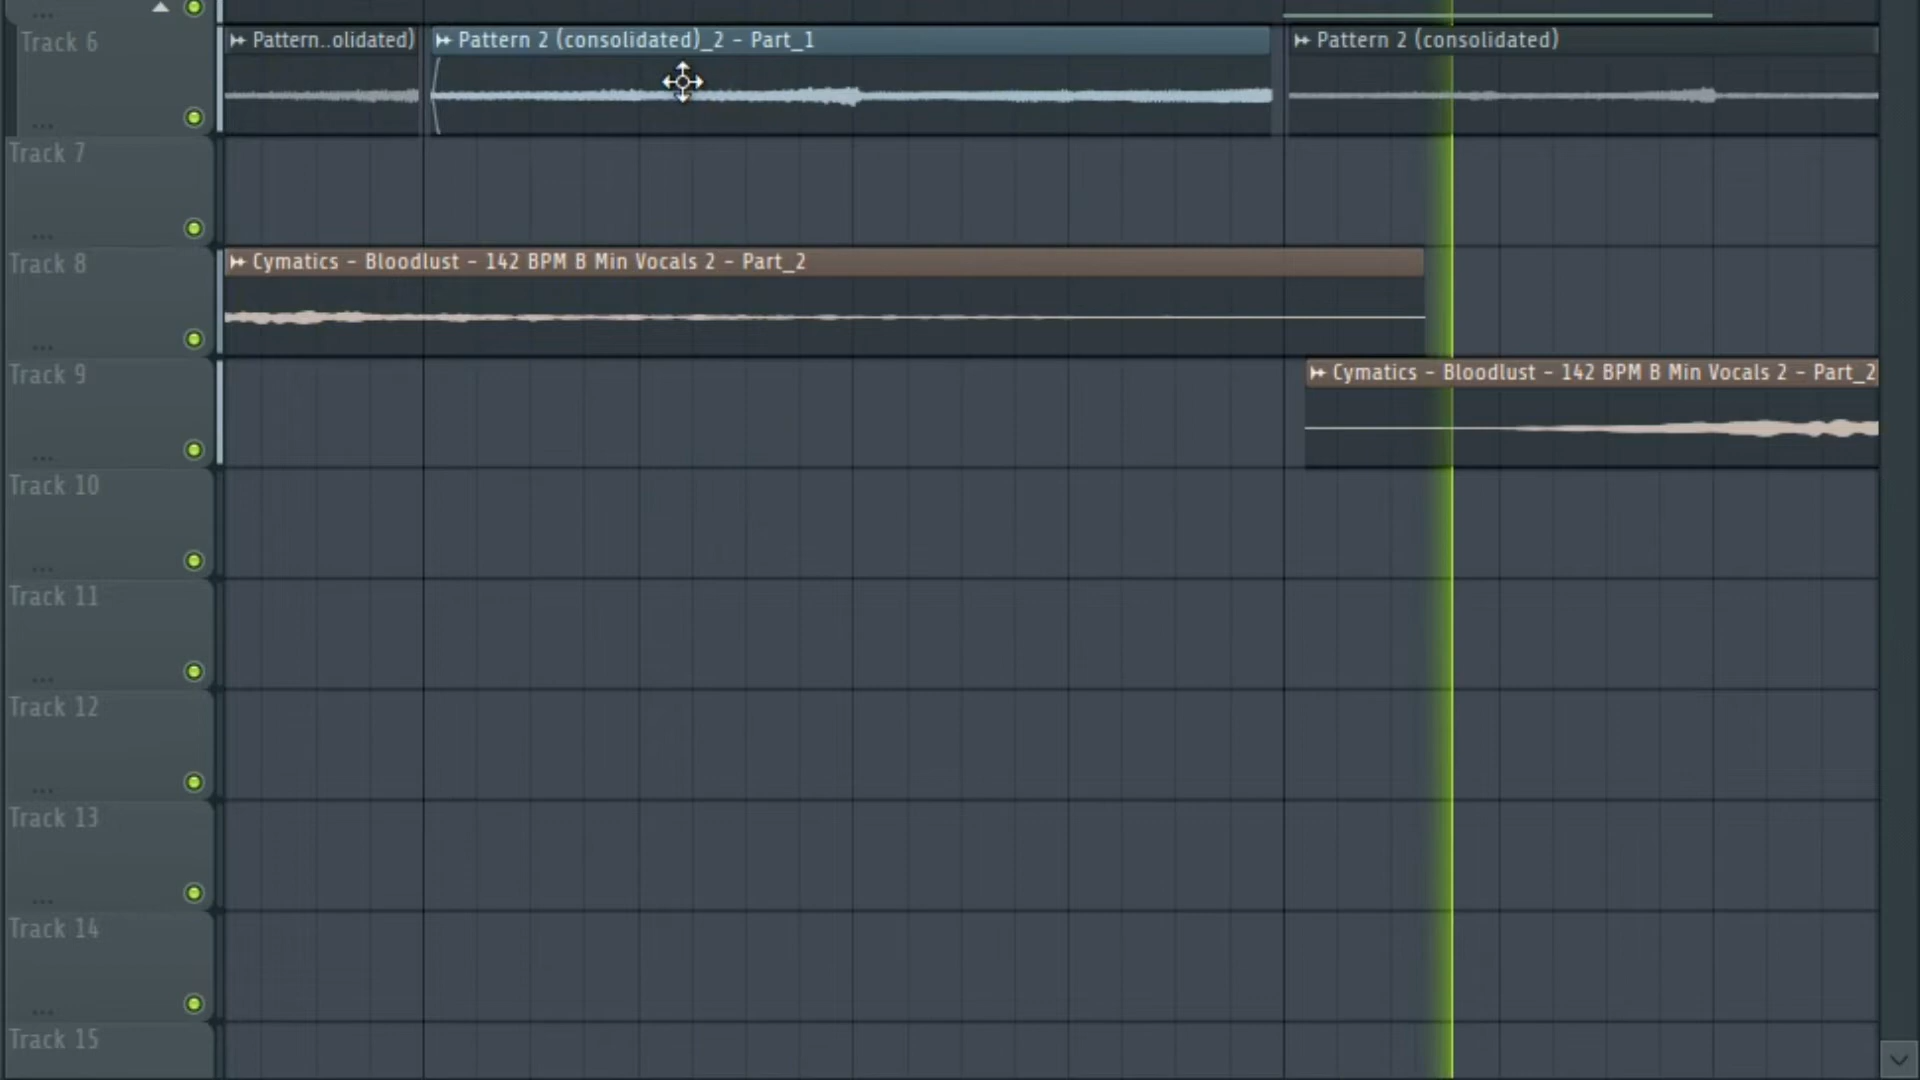 Track 6
Pattern..olidated)
Pattern 2 (consolidated)_2 - Part_1
Pattern 2 (consolidated)
Track 7
Track 8
Cymatics - Bloodlust - 142 BPM B Min Vocals 2 - Part_2
Track 9
Cymatics - Bloodlust - 142 BPM B Min Vocals 2 - Part_2
Track 10
Track 11
Track 12
Track 13
Track 14
Track 15